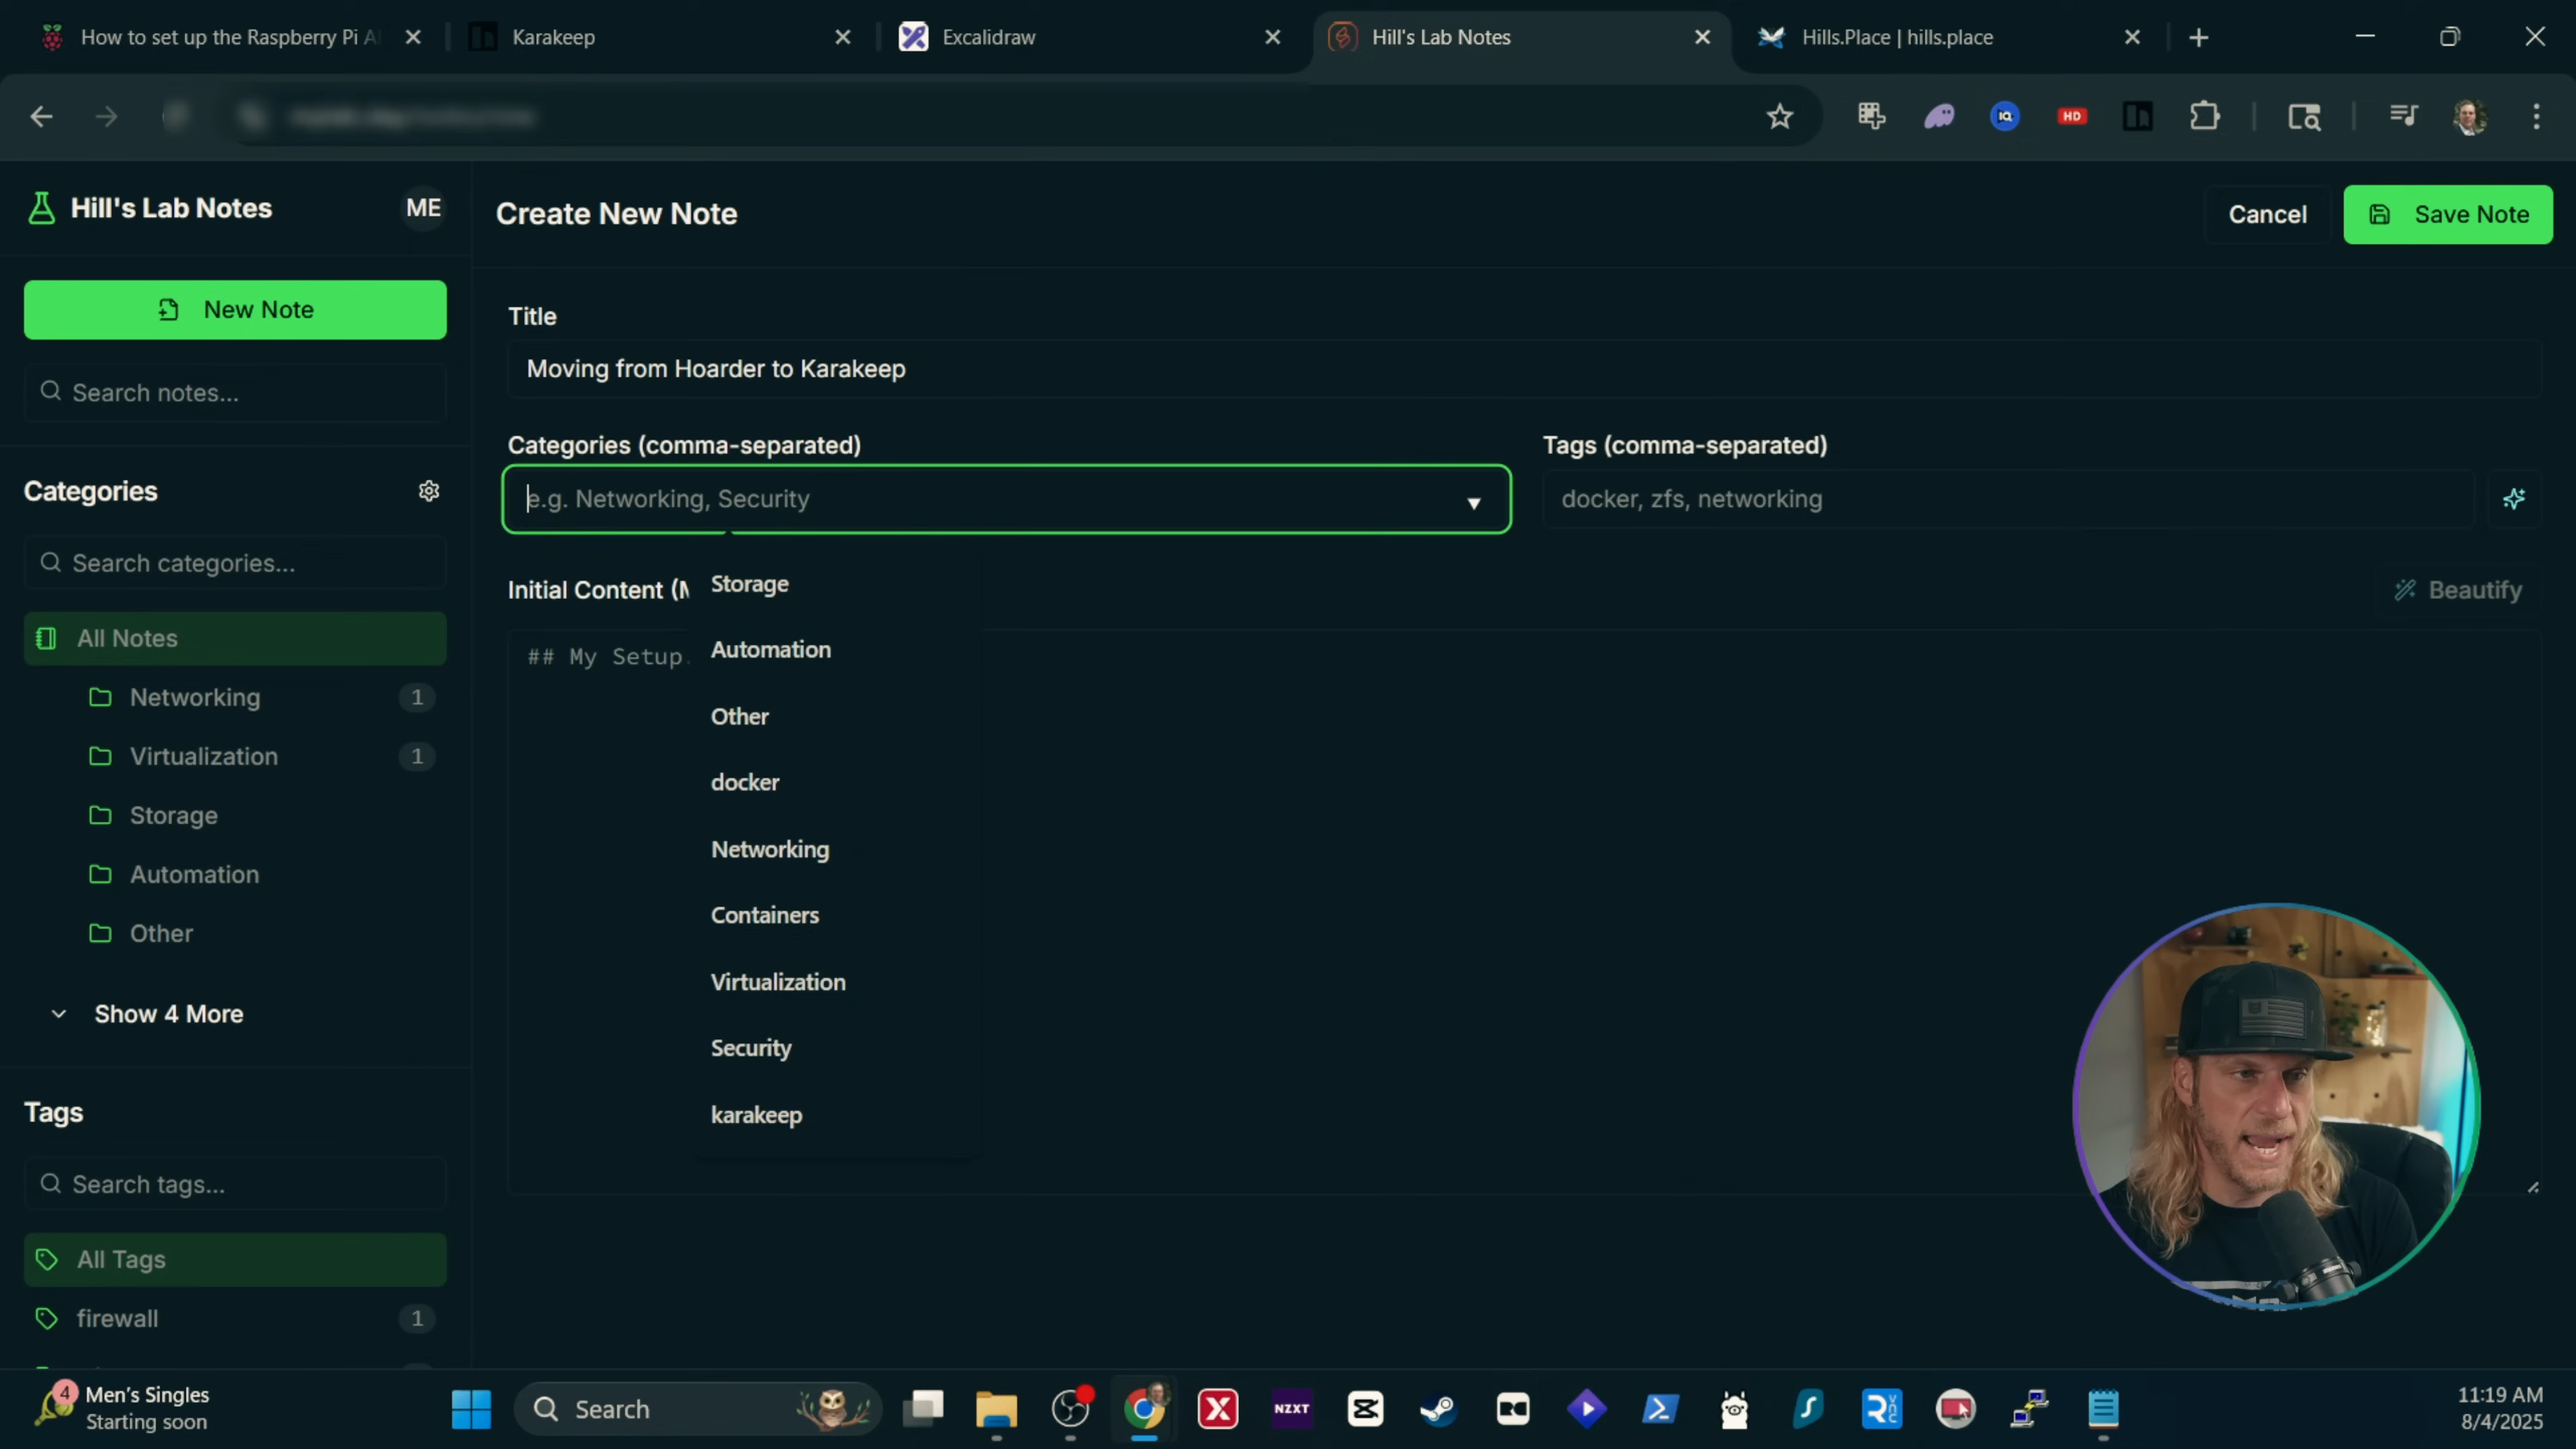 How to set up the Raspberry Pi AI
Karakeep
Excalidraw
Hill's Lab Notes
Hills.Place | hills.place
HD
Hill's Lab Notes
ME
New Note
Search notes...
Categories
Search categories...
All Notes
Networking 1
Virtualization 1
Storage
Automation
Other
Show 4 More
Tags
Search tags...
All Tags
firewall 1
Create New Note
Cancel
Save Note
Title
Moving from Hoarder to Karakeep
Categories (comma-separated)
e.g. Networking, Security
Tags (comma-separated)
docker, zfs, networking
Initial Content (M
Beautify
## My Setup.
Storage
Automation
Other
docker
Networking
Containers
Virtualization
Security
karakeep
4
Men's Singles
Starting soon
Search
NZXT
11:19 AM
8/4/2025